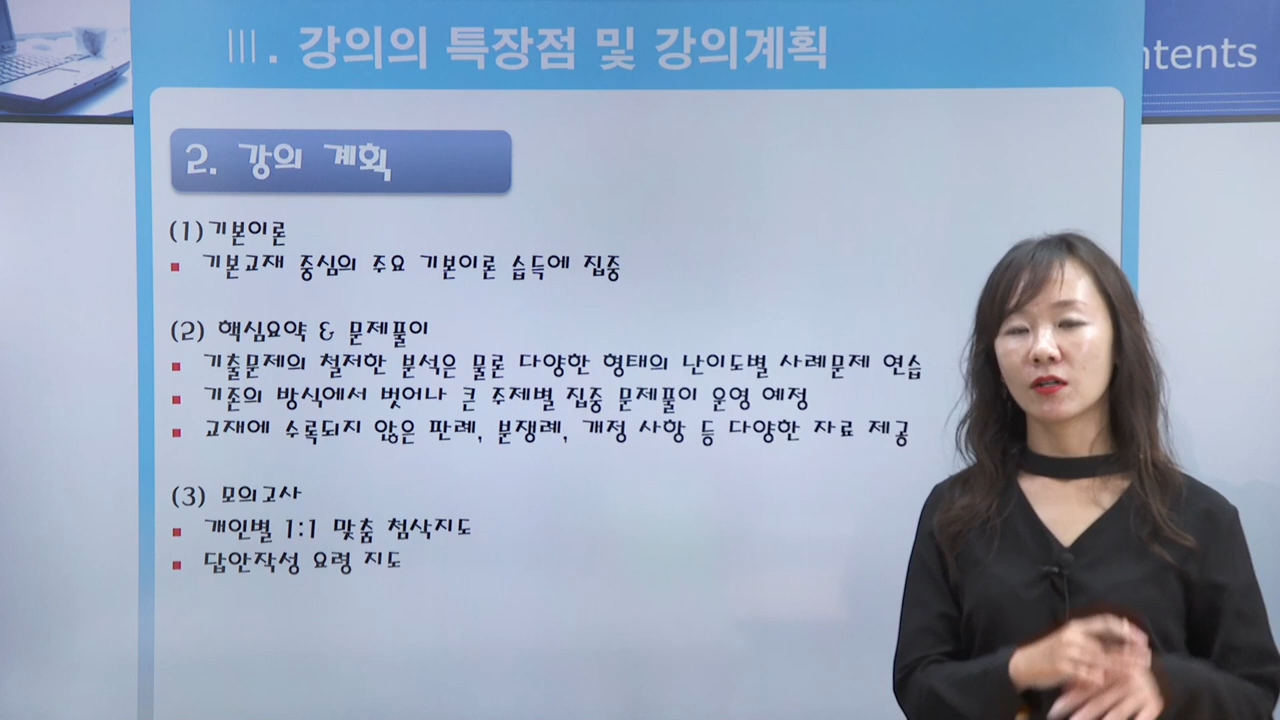 Ⅲ. 강의의 특장점 및 강의계획
ntents
2. 강의 계획
(1) 기본이론
▪ 기본교재 중심의 주요 기본이론 습득에 집중
(2) 핵심요약 & 문제풀이
▪ 기출문제의 철저한 분석은 물론 다양한 형태의 난이도별 사례문제 연습
▪ 기존의 방식에서 벗어나 큰 주제별 집중 문제풀이 운영 예정
▪ 교재에 수록되지 않은 판례, 분쟁례, 개정 사항 등 다양한 자료 제공
(3) 모의고사
▪ 개인별 1:1 맞춤 첨삭지도
▪ 답안작성 요령 지도